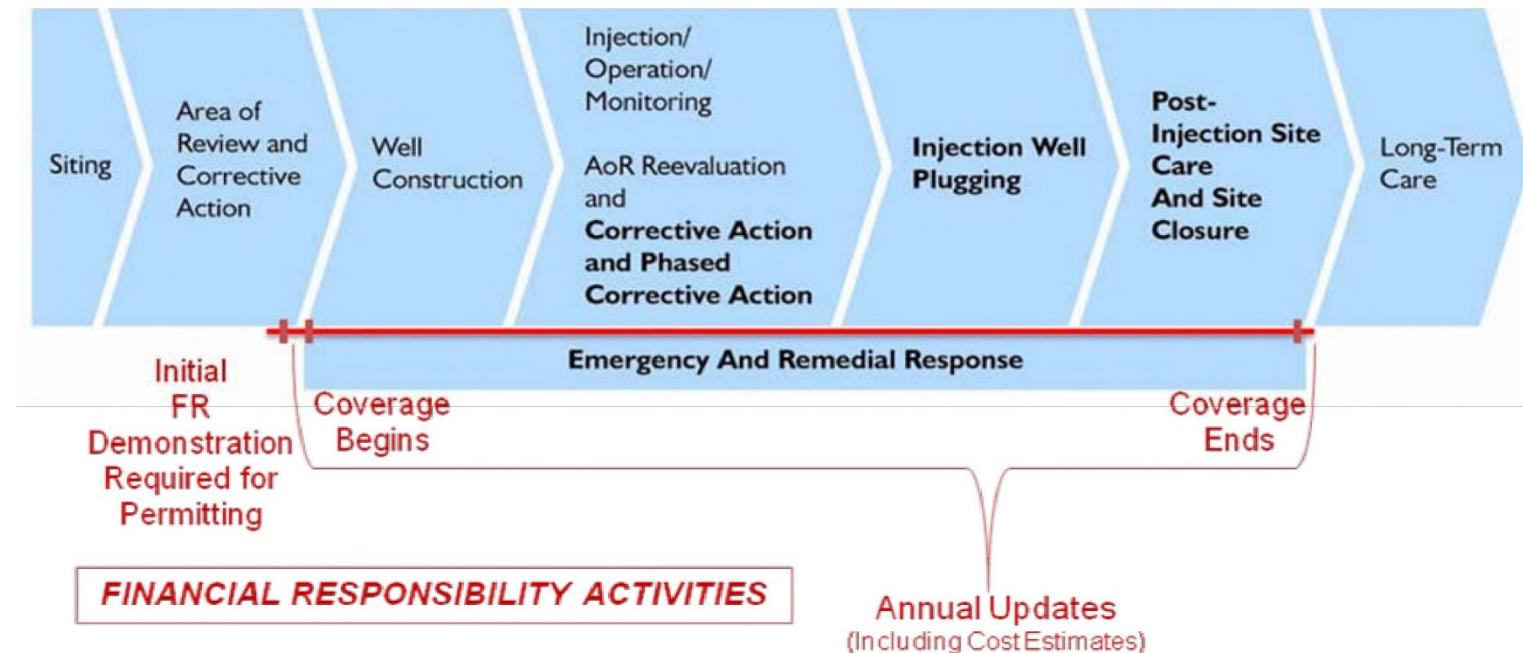 Siting
Area of
Review and
Corrective
Action
Well
Construction
Injection/
Operation/
Monitoring
AoR Reevaluation
and
Corrective Action
and Phased
Corrective Action
Injection Well
Plugging
Post-
Injection Site
Care
And Site
Closure
Long-Term
Care
Emergency And Remedial Response
Initial
FR
Demonstration
Required for
Permitting
Coverage
Begins
Coverage
Ends
FINANCIAL RESPONSIBILITY ACTIVITIES
Annual Updates
(Including Cost Estimates)